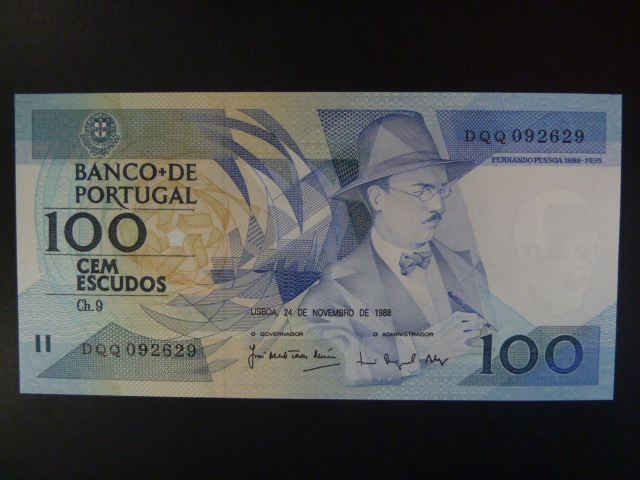 DQQ 092629
FERNANDO PESSOA 1888-1935
BANCO DE
PORTUGAL
100
CEM
ESCUDOS
Ch. 9
LISBOA, 24 DE NOVEMBRO DE 1988
O GOVERNADOR
O ADMINISTRADOR
DQQ 092629
100